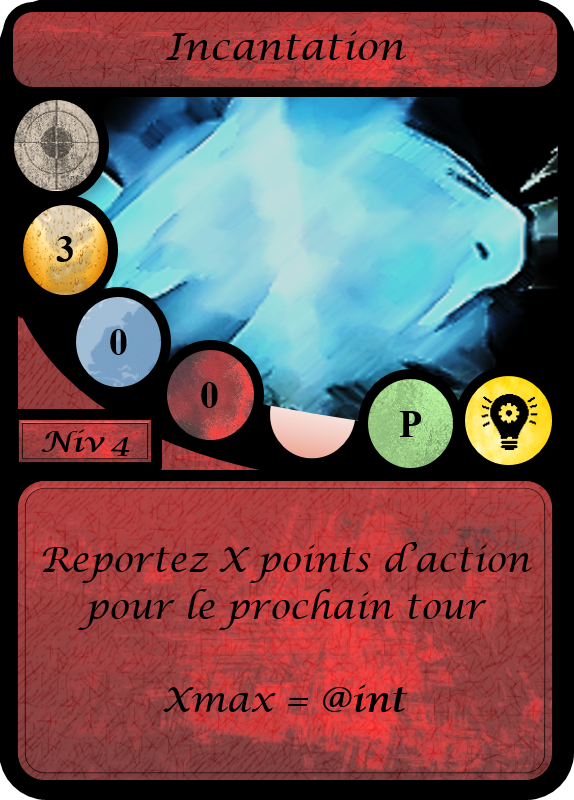 Incantation
3
0
0
P
Niv 4
Reportez X points d'action
pour le prochain tour
Xmax = @int